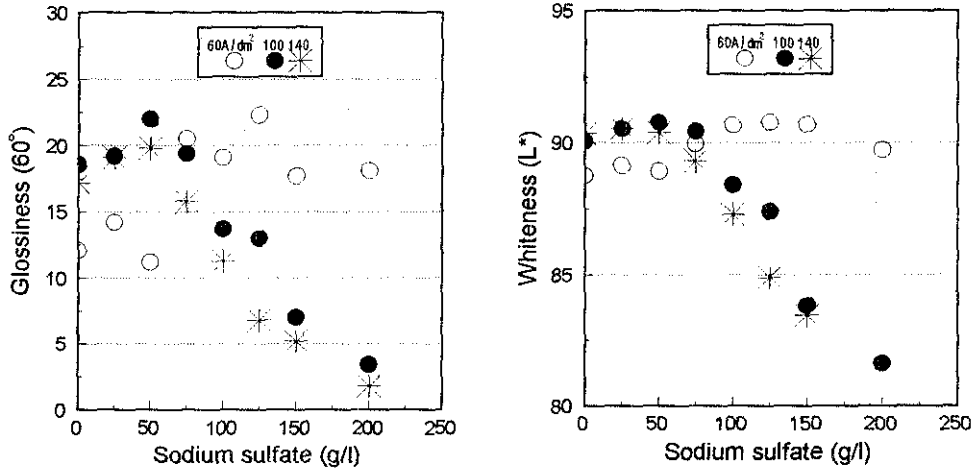 30
25
20
15
10
5
0
Glossiness (60°)
60A/dm² 100 140
0 50 100 150 200 250
Sodium sulfate (g/l)
95
90
85
80
Whiteness (L*)
60A/dm² 100 140
0 50 100 150 200 250
Sodium sulfate (g/l)